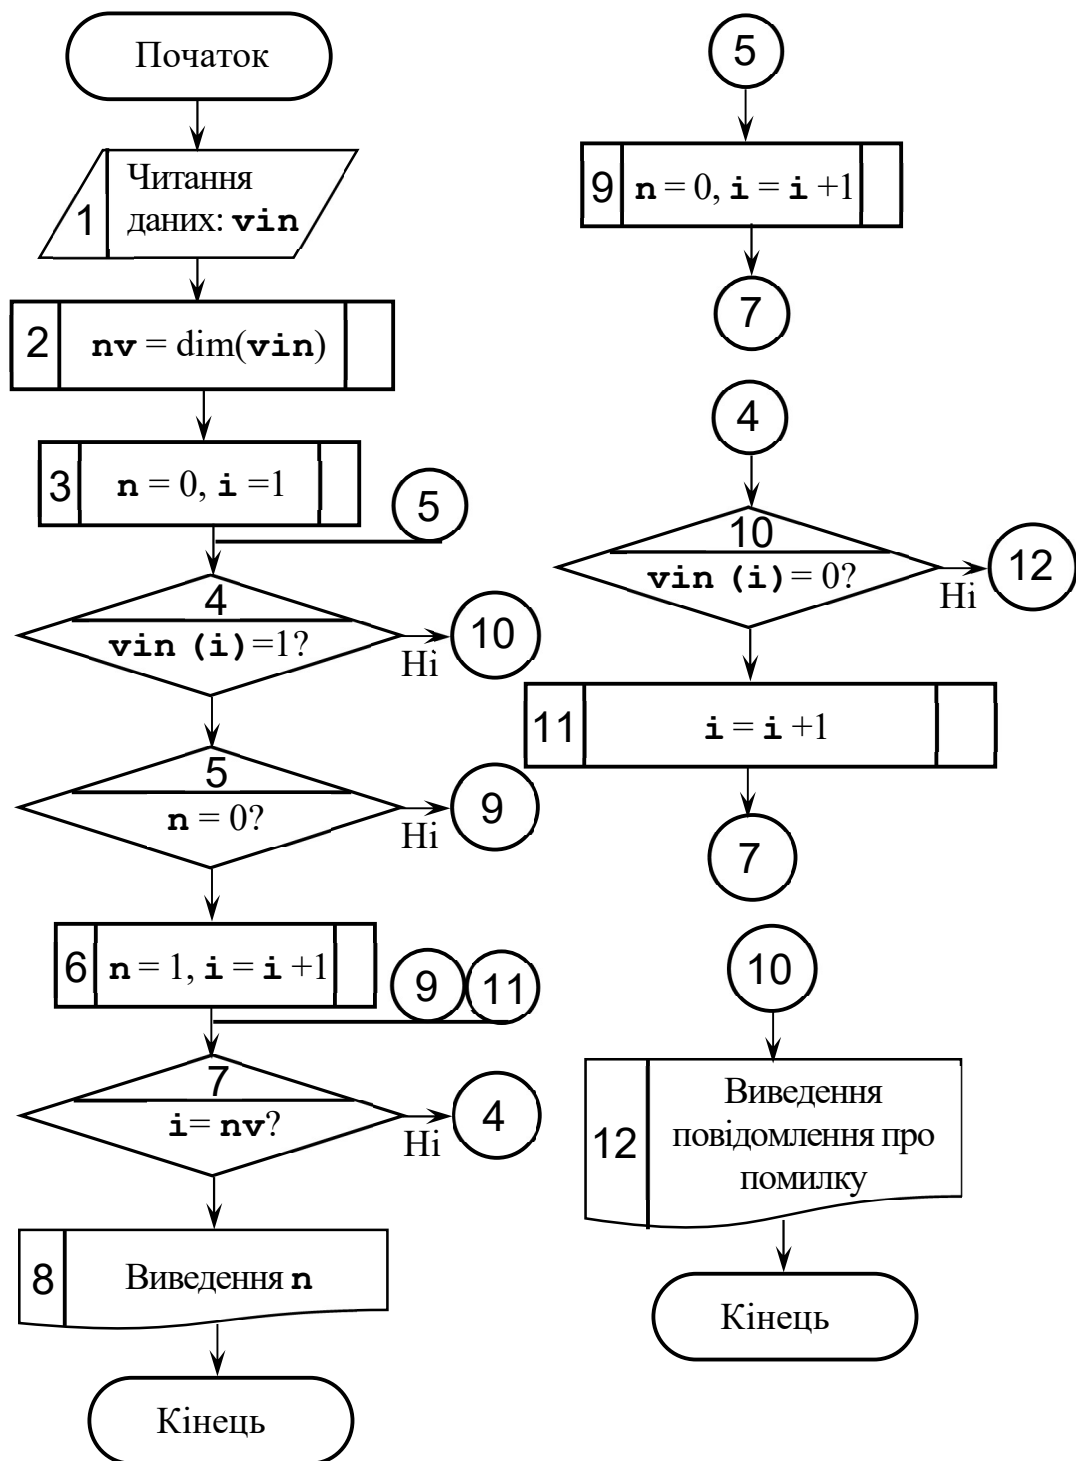 Початок
1
Читання
даних: vin
2
nv = dim(vin)
3
n = 0, i =1
5
4
vin (i)=1?
Ні
10
5
n = 0?
Ні
9
6
n = 1, i = i +1
9
11
7
i= nv?
Ні
4
8
Виведення n
Кінець
5
9
n = 0, i = i +1
7
4
10
vin (i)= 0?
Ні
12
11
i = i +1
7
10
12
Виведення
повідомлення про
помилку
Кінець